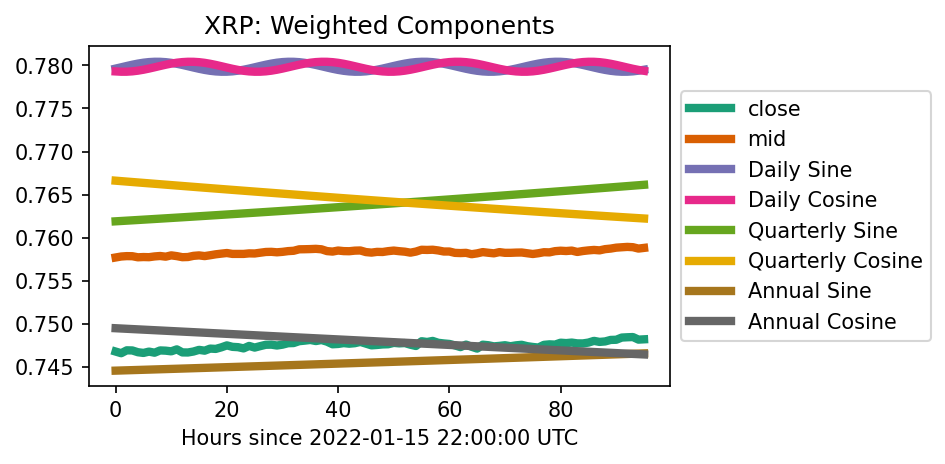 XRP: Weighted Components
0.780
0.775
0.770
0.765
0.760
0.755
0.750
0.745
0
20
40
60
80
Hours since 2022-01-15 22:00:00 UTC
close
mid
Daily Sine
Daily Cosine
Quarterly Sine
Quarterly Cosine
Annual Sine
Annual Cosine